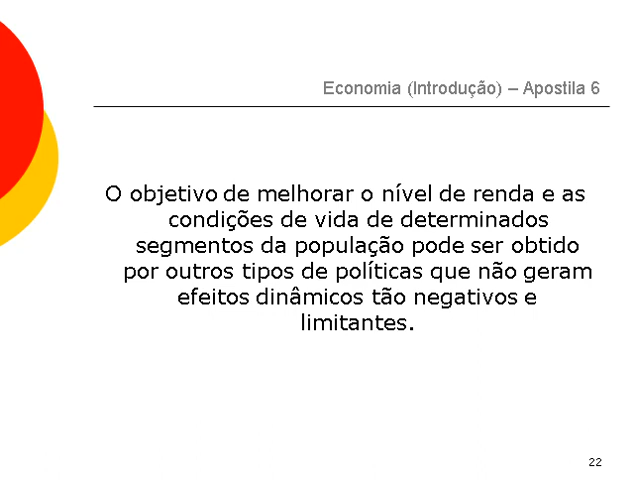 Economia (Introdução) – Apostila 6
O objetivo de melhorar o nível de renda e as
condições de vida de determinados
segmentos da população pode ser obtido
por outros tipos de políticas que não geram
efeitos dinâmicos tão negativos e
limitantes.
22